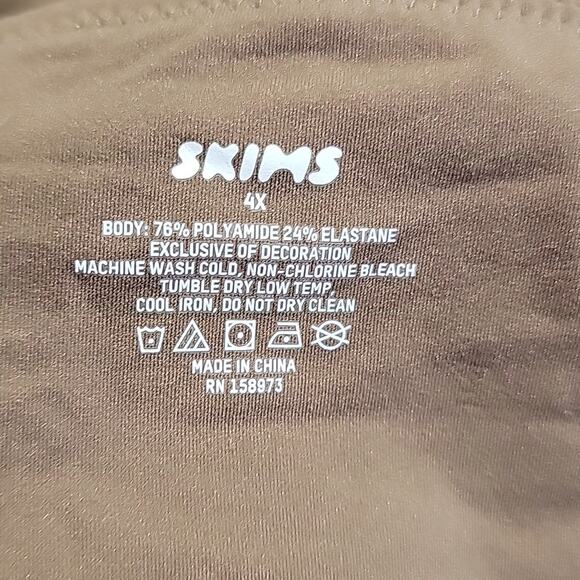 SKIMS
4X
BODY: 76% POLYAMIDE 24% ELASTANE
EXCLUSIVE OF DECORATION
MACHINE WASH COLD, NON-CHLORINE BLEACH
TUMBLE DRY LOW TEMP,
COOL IRON, DO NOT DRY CLEAN
MADE IN CHINA
RN 158973